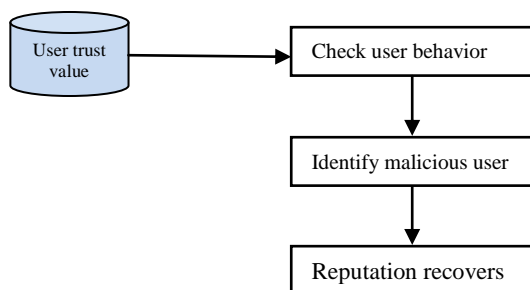 User trust
value
Check user behavior
Identify malicious user
Reputation recovers